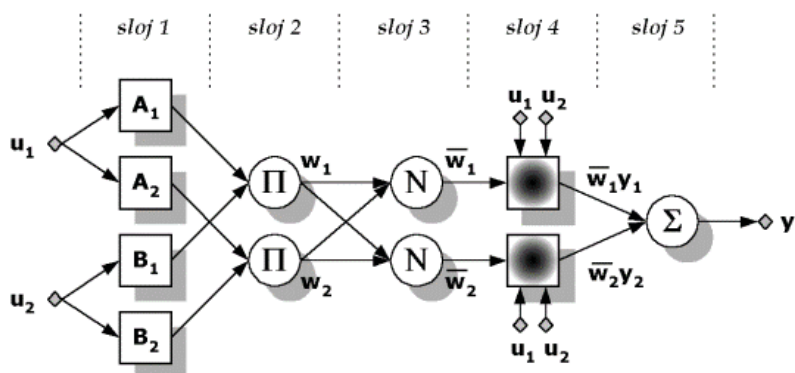 sloj 1 sloj 2 sloj 3 sloj 4 sloj 5
u₁ u₂
A₁
u₁
w₁ w̅₁ w̅₁y₁
A₂ Π N
Σ y
B₁ Π N
w₂ w̅₂ w̅₂y₂
u₂
B₂
u₁ u₂